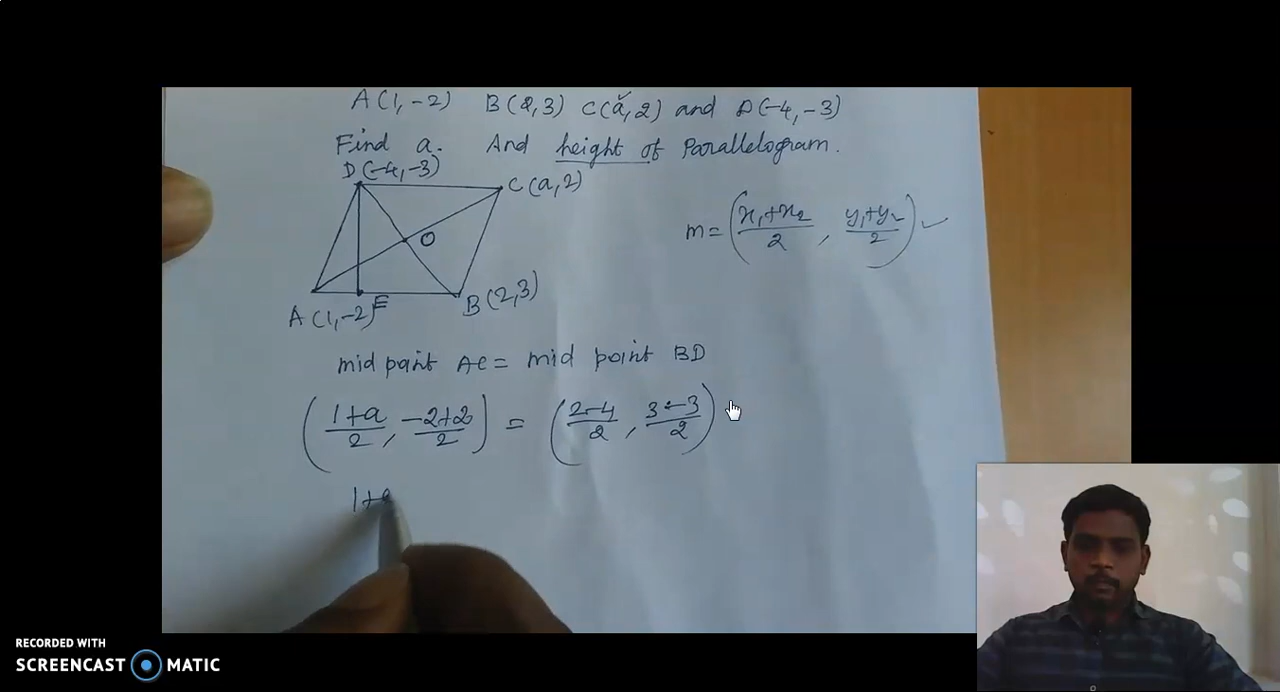 A(1,-2) B(2,3) C(a,2) and D(-4,-3)
Find a. And height of Parallelogram.
D(-4,-3)
C(a,2)
m = (x₁+x₂/2, y₁+y₂/2)
O
A(1,-2) E
B(2,3)
mid point AC = mid point BD
(1+a/2, -2+2/2) = (2-4/2, 3-3/2)
1+a
RECORDED WITH
SCREENCAST MATIC